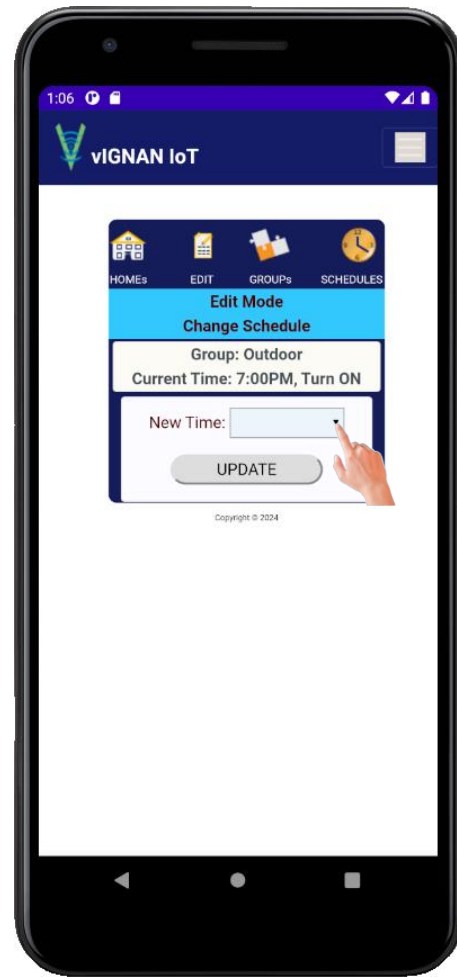 1:06
vIGNAN IoT
HOMEs EDIT GROUPs SCHEDULES
Edit Mode
Change Schedule
Group: Outdoor
Current Time: 7:00PM, Turn ON
New Time:
UPDATE
Copyright © 2024